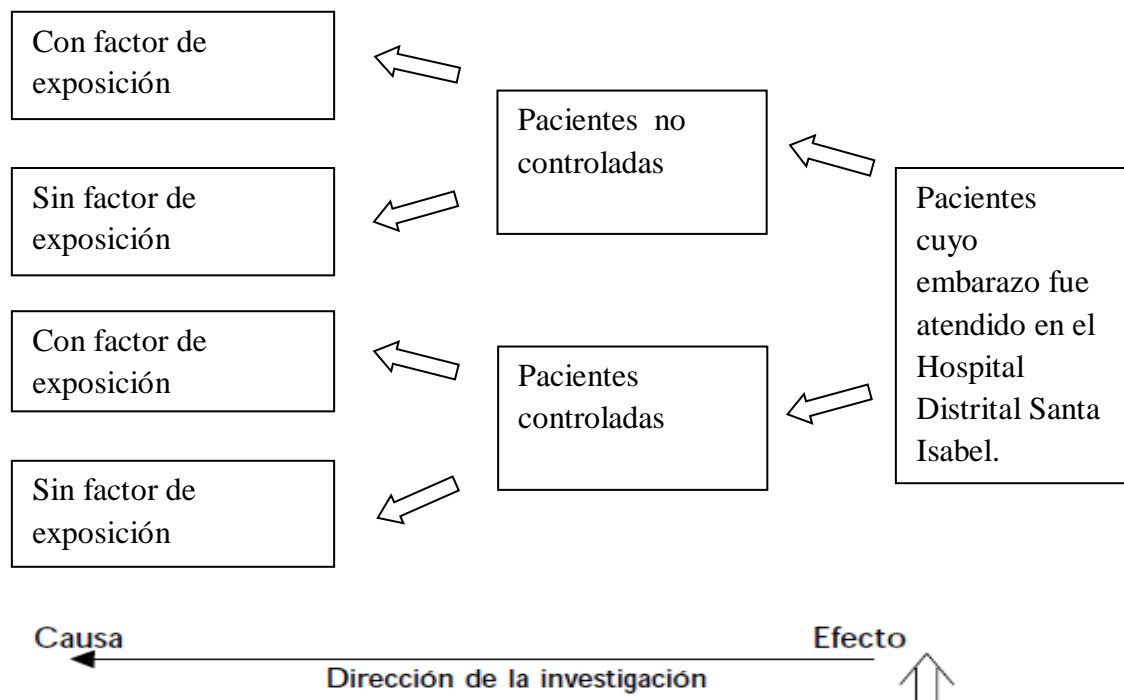 Con factor de
exposición
Pacientes no
controladas
Sin factor de
exposición
Pacientes
cuyo
embarazo fue
atendido en el
Hospital
Distrital Santa
Isabel.
Con factor de
exposición
Pacientes
controladas
Sin factor de
exposición
Causa
Efecto
Dirección de la investigación